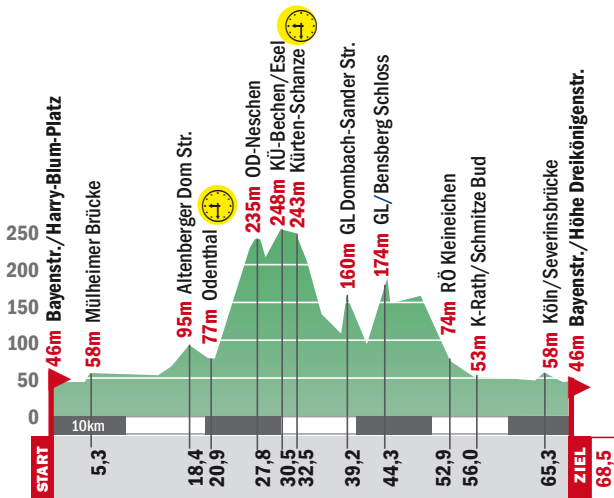 46m Bayenstr./Harry-Blum-Platz
58m Mülheimer Brücke
95m Altenberger Dom Str.
77m Odenthal
235m OD-Neschen
248m KÜ-Bechen/Esel
243m Kürten-Schanze
160m GL Dombach-Sander Str.
174m GL/Bensberg Schloss
74m RÖ Kleineichen
53m K-Rath/Schmitze Bud
58m Köln/Severinsbrücke
46m Bayenstr./Höhe Dreikönigenstr.
250
200
150
100
50
0
10km
START
5,3
18,4
20,9
27,8
30,5
32,5
39,2
44,3
52,9
56,0
65,3
ZIEL
68,5